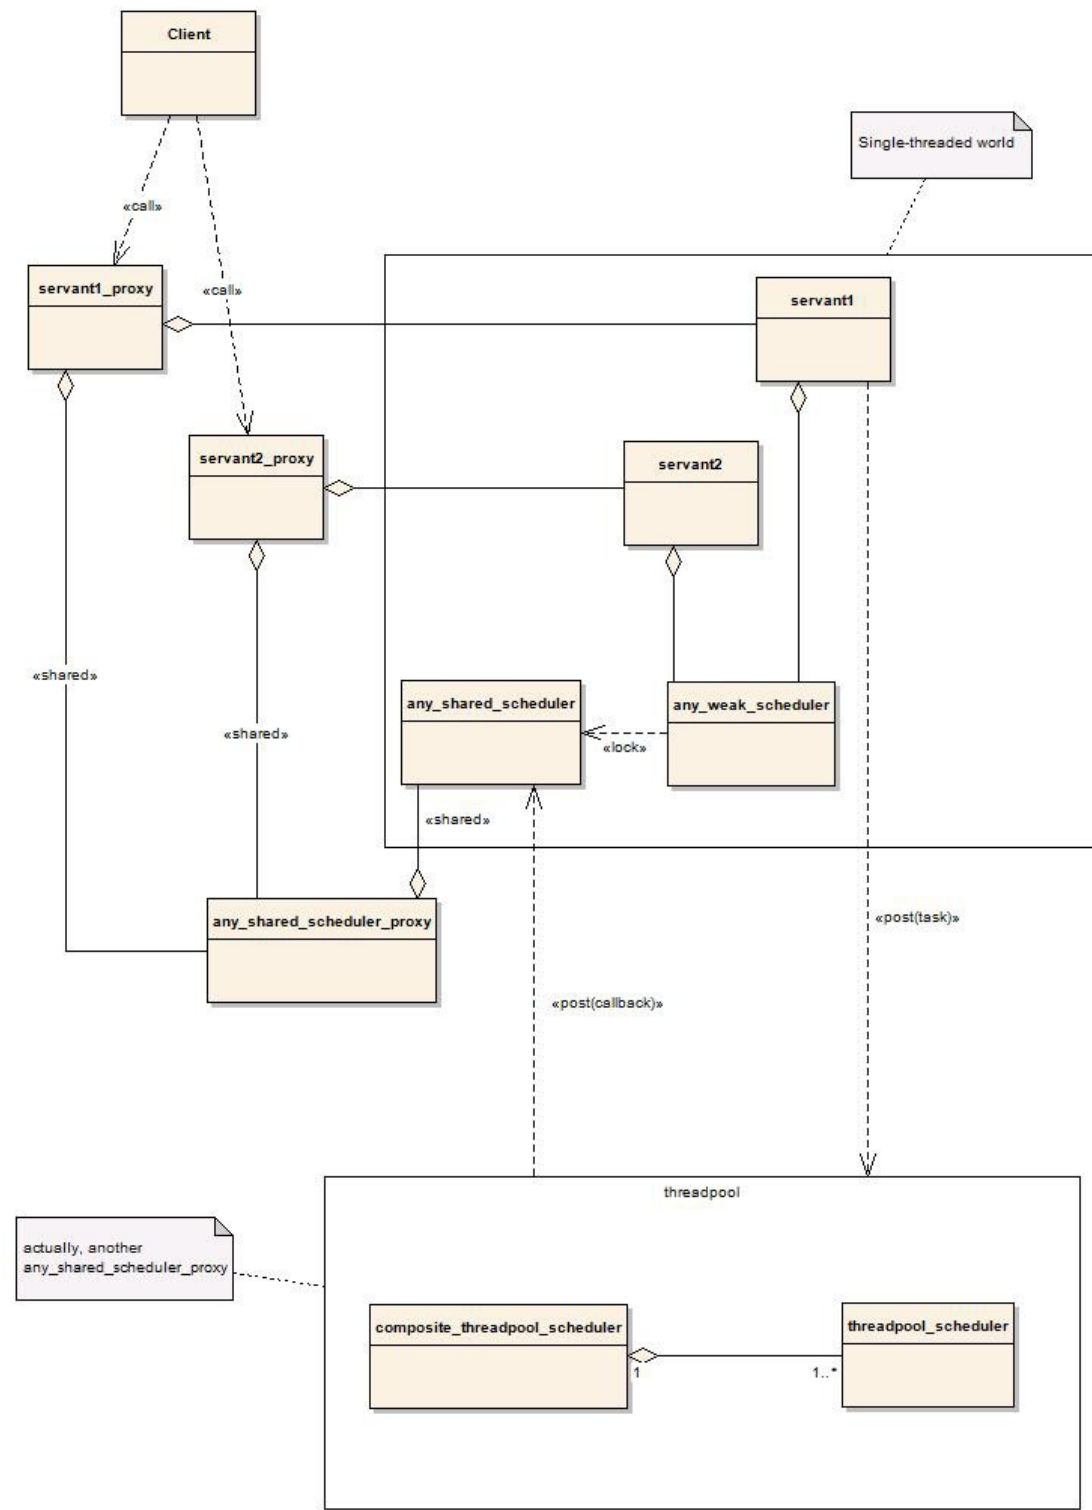 Client
Single-threaded world
«call»
servant1_proxy
«call»
servant1
servant2_proxy
servant2
«shared»
any_shared_scheduler
any_weak_scheduler
«shared»
«lock»
«shared»
any_shared_scheduler_proxy
«post(task)»
«post(callback)»
threadpool
actually, another
any_shared_scheduler_proxy
composite_threadpool_scheduler
threadpool_scheduler
1
1..*